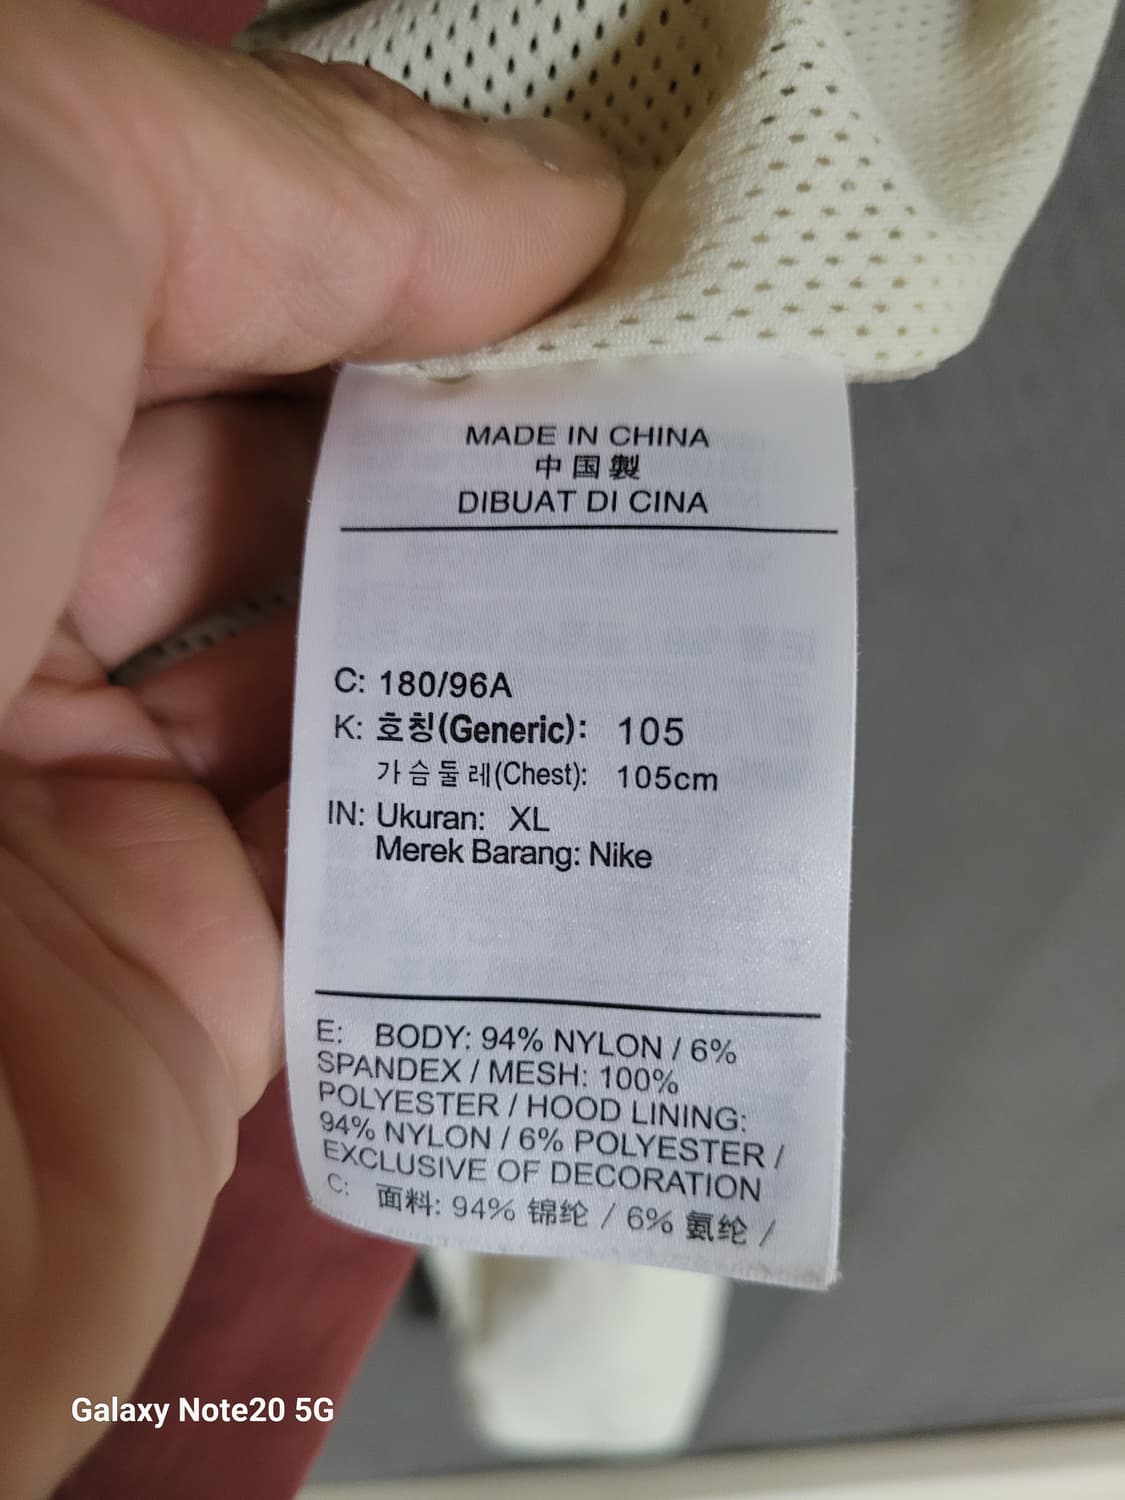 MADE IN CHINA
中国製
DIBUAT DI CINA
C: 180/96A
K: 호칭(Generic): 105
가슴둘레(Chest): 105cm
IN: Ukuran: XL
Merek Barang: Nike
E: BODY: 94% NYLON / 6%
SPANDEX / MESH: 100%
POLYESTER / HOOD LINING:
94% NYLON / 6% POLYESTER /
EXCLUSIVE OF DECORATION
C: 面料: 94% 锦纶 / 6% 氨纶 /
Galaxy Note20 5G